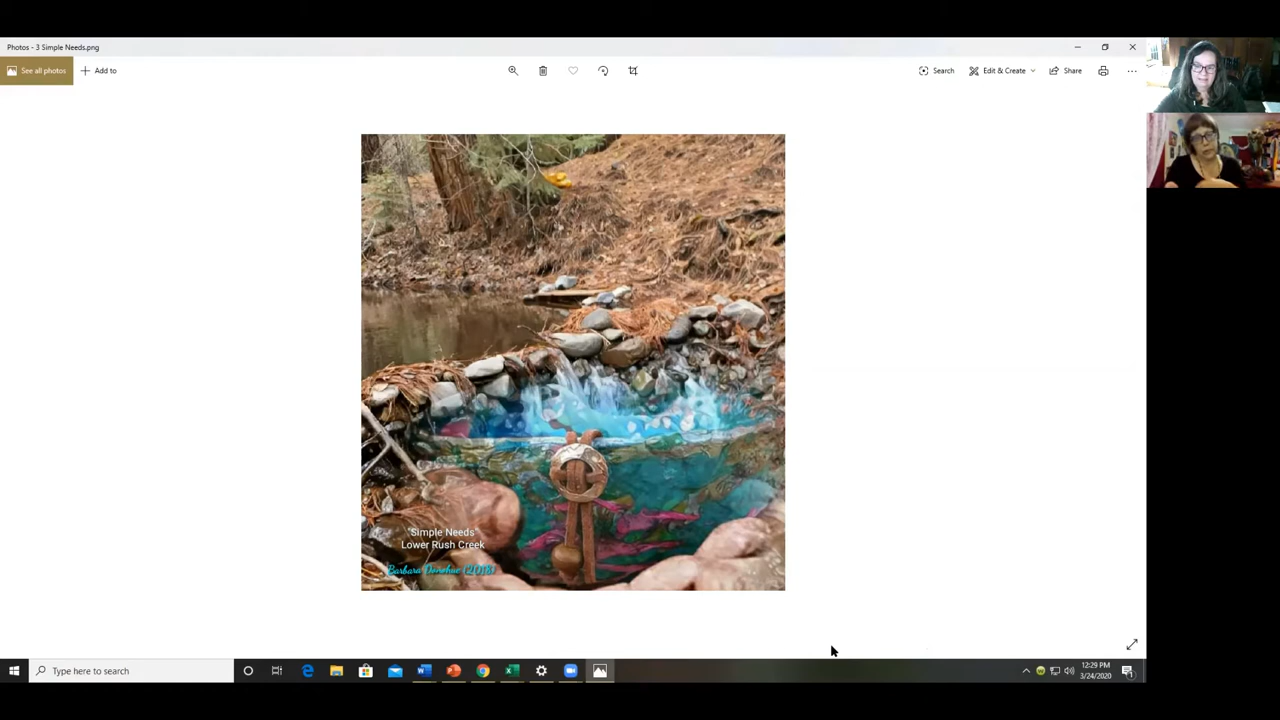 Photos - 3 Simple Needs.png
See all photos
Add to
Search
Edit & Create
Share
"Simple Needs"
Lower Rush Creek
Barbara Donohue (2018)
Type here to search
12:29 PM
3/24/2020